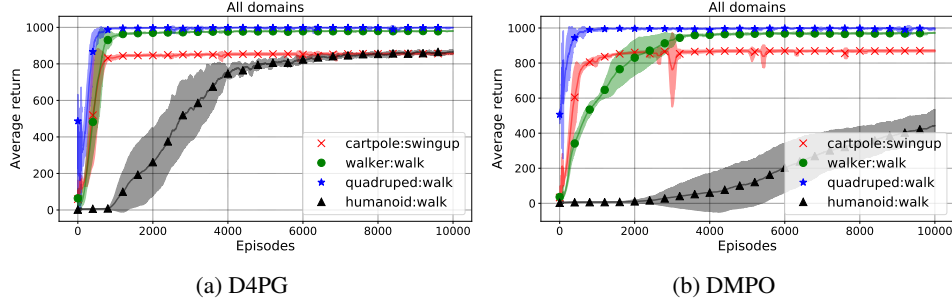 All domains
1000
800
600
400
200
0
Average return
0
2000
4000
6000
8000
10000
Episodes
cartpole:swingup
walker:walk
quadruped:walk
humanoid:walk
(a) D4PG
All domains
1000
800
600
400
200
0
Average return
0
2000
4000
6000
8000
10000
Episodes
cartpole:swingup
walker:walk
quadruped:walk
humanoid:walk
(b) DMPO